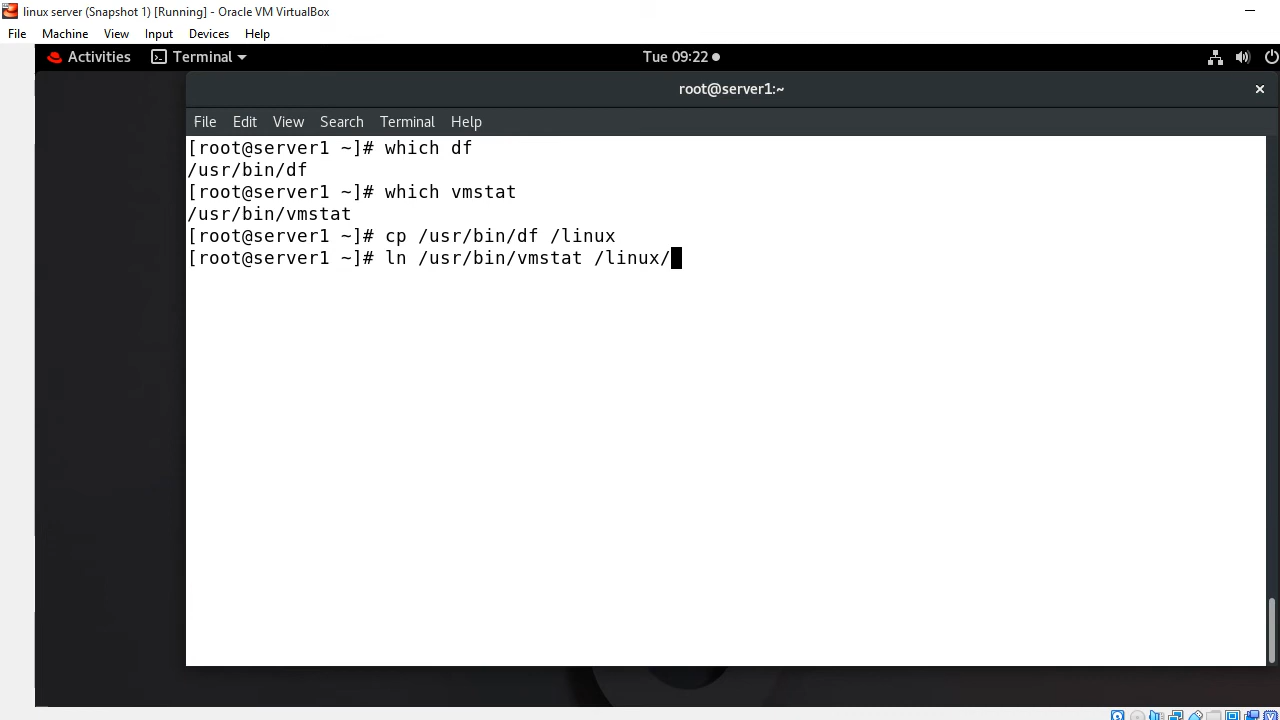 linux server (Snapshot 1) [Running] - Oracle VM VirtualBox
File Machine View Input Devices Help
Activities Terminal Tue 09:22
root@server1:~
File Edit View Search Terminal Help
[root@server1 ~]# which df
/usr/bin/df
[root@server1 ~]# which vmstat
/usr/bin/vmstat
[root@server1 ~]# cp /usr/bin/df /linux
[root@server1 ~]# ln /usr/bin/vmstat /linux/